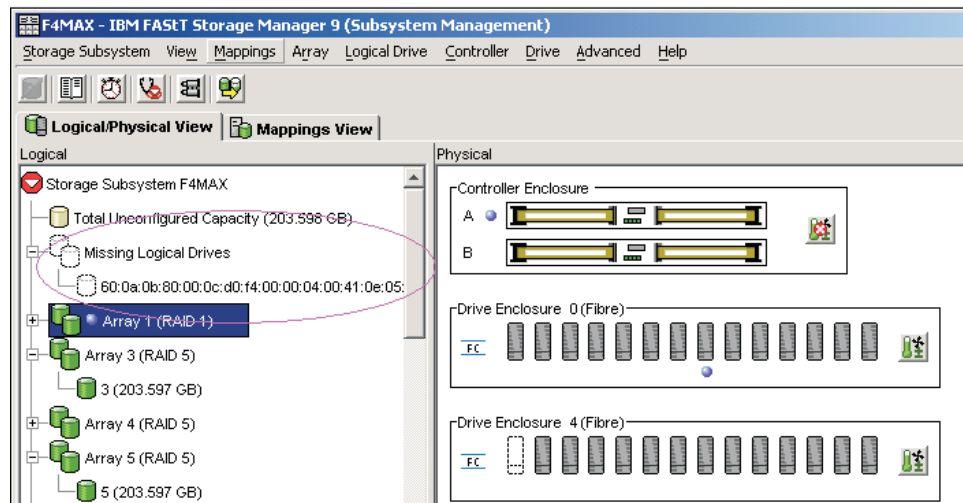 F4MAX - IBM FAStT Storage Manager 9 (Subsystem Management)
Storage Subsystem View Mappings Array Logical Drive Controller Drive Advanced Help
Logical/Physical View Mappings View
Logical
Storage Subsystem F4MAX
Total Unconfigured Capacity (203.598 GB)
Missing Logical Drives
60:0a:0b:80:00:0c:d0:f4:00:00:04:00:41:0e:05:
Array 1 (RAID 1)
Array 3 (RAID 5)
3 (203.597 GB)
Array 4 (RAID 5)
Array 5 (RAID 5)
5 (203.597 GB)
Physical
Controller Enclosure
A
B
Drive Enclosure 0 (Fibre)
FC
Drive Enclosure 4 (Fibre)
FC